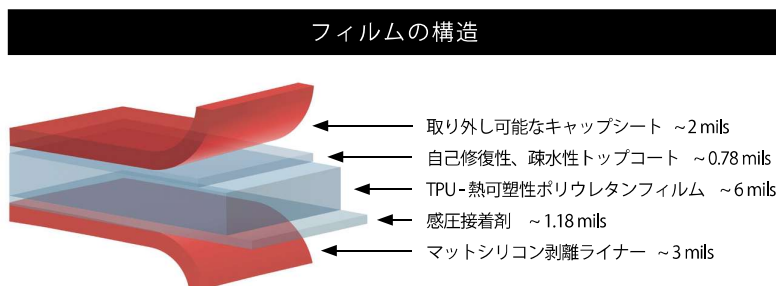 フィルムの構造
取り外し可能なキャップシート ~2 mils
自己修復性、疎水性トップコート ~0.78 mils
TPU-熱可塑性ポリウレタンフィルム ~6 mils
感圧接着剤 ~1.18 mils
マットシリコン剥離ライナー ~3 mils